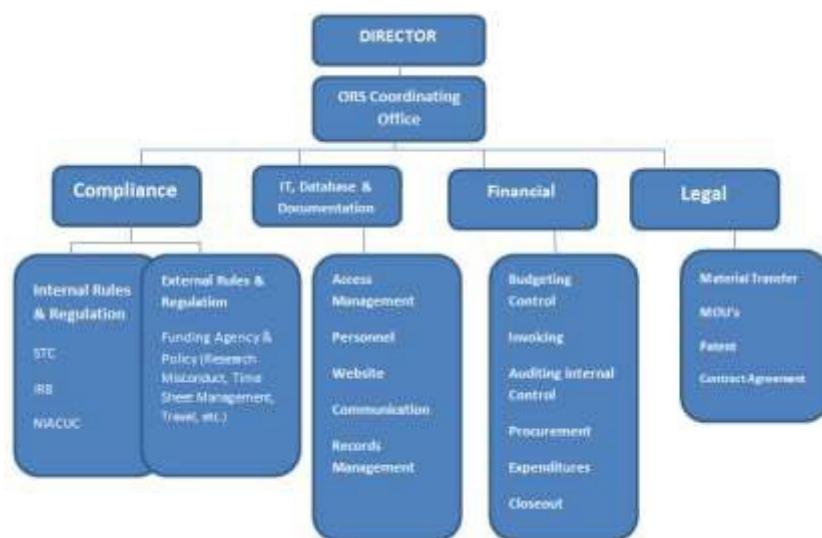 DIRECTOR
ORS Coordinating
Office
Compliance
IT, Database &
Documentation
Financial
Legal
Internal Rules
& Regulation
STC
IRB
NIACUC
External Rules &
Regulation
Funding Agency &
Policy (Research
Misconduct, Time
Sheet Management,
Travel, etc.)
Access
Management
Personnel
Website
Communication
Records
Management
Budgeting
Control
Invoking
Auditing Internal
Control
Procurement
Expenditures
Closeout
Material Transfer
MOU's
Patent
Contract Agreement